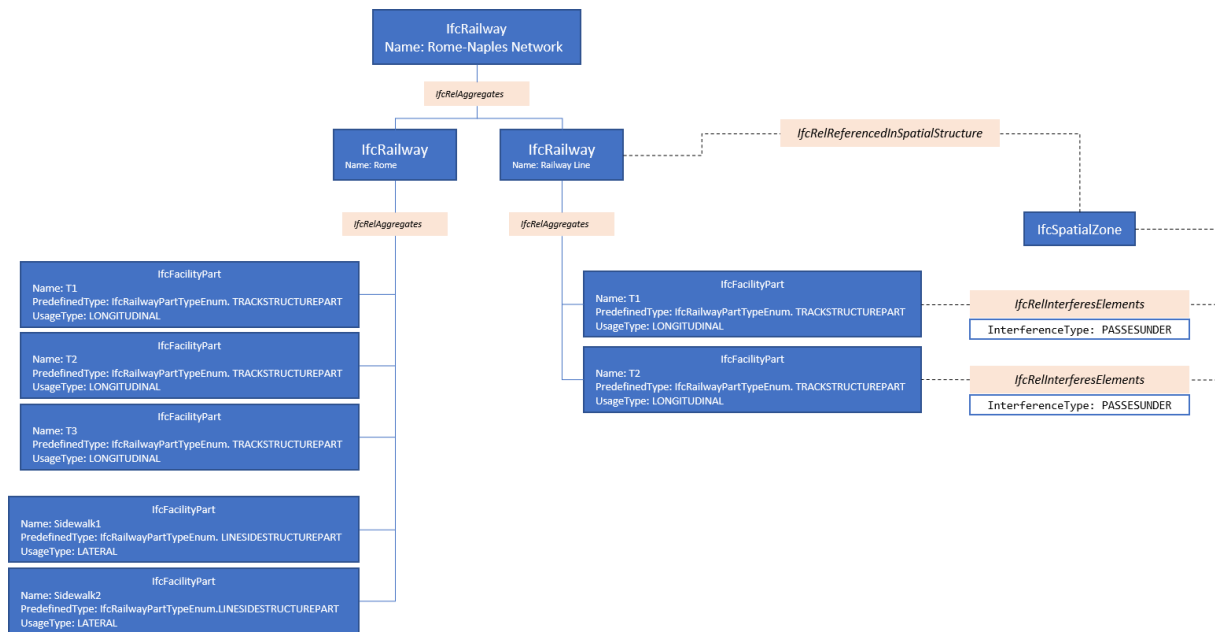 IfcRailway
Name: Rome-Naples Network
IfcRelAggregates
IfcRailway
Name: Rome
IfcRailway
Name: Railway Line
IfcRelReferencedInSpatialStructure
IfcRelAggregates
IfcRelAggregates
IfcSpatialZone
IfcFacilityPart
Name: T1
PredefinedType: IfcRailwayPartTypeEnum. TRACKSTRUCTUREPART
UsageType: LONGITUDINAL
IfcFacilityPart
Name: T2
PredefinedType: IfcRailwayPartTypeEnum. TRACKSTRUCTUREPART
UsageType: LONGITUDINAL
IfcFacilityPart
Name: T3
PredefinedType: IfcRailwayPartTypeEnum. TRACKSTRUCTUREPART
UsageType: LONGITUDINAL
IfcFacilityPart
Name: Sidewalk1
PredefinedType: IfcRailwayPartTypeEnum. LINESIDESTRUCTUREPART
UsageType: LATERAL
IfcFacilityPart
Name: Sidewalk2
PredefinedType: IfcRailwayPartTypeEnum.LINESIDESTRUCTUREPART
UsageType: LATERAL
IfcFacilityPart
Name: T1
PredefinedType: IfcRailwayPartTypeEnum. TRACKSTRUCTUREPART
UsageType: LONGITUDINAL
IfcRelInterferesElements
InterferenceType: PASSESUNDER
IfcFacilityPart
Name: T2
PredefinedType: IfcRailwayPartTypeEnum. TRACKSTRUCTUREPART
UsageType: LONGITUDINAL
IfcRelInterferesElements
InterferenceType: PASSESUNDER